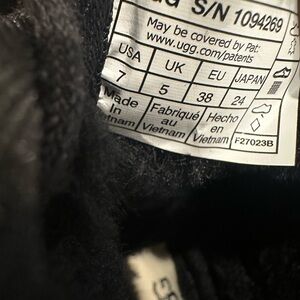 S/N 1094269
May be covered by Pat:
www.ugg.com/patents
USA UK EU JAPAN
7 5 38 24
Made Fabriqué Hecho
In au en
Vietnam Vietnam Vietnam F27023B